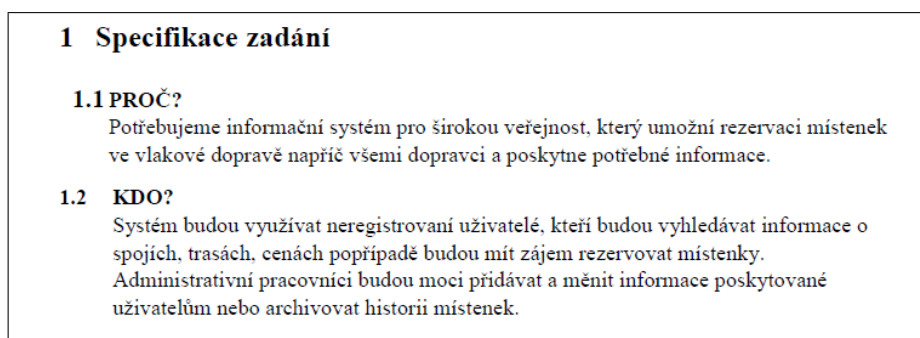 1 Specifikace zadání
1.1 PROČ?
Potřebujeme informační systém pro širokou veřejnost, který umožní rezervaci místenek
ve vlakové dopravě napříč všemi dopravci a poskytne potřebné informace.
1.2 KDO?
Systém budou využívat neregistrovaní uživatelé, kteří budou vyhledávat informace o
spojích, trasách, cenách popřípadě budou mít zájem rezervovat místenky.
Administrativní pracovníci budou moci přidávat a měnit informace poskytované
uživatelům nebo archivovat historii místenek.